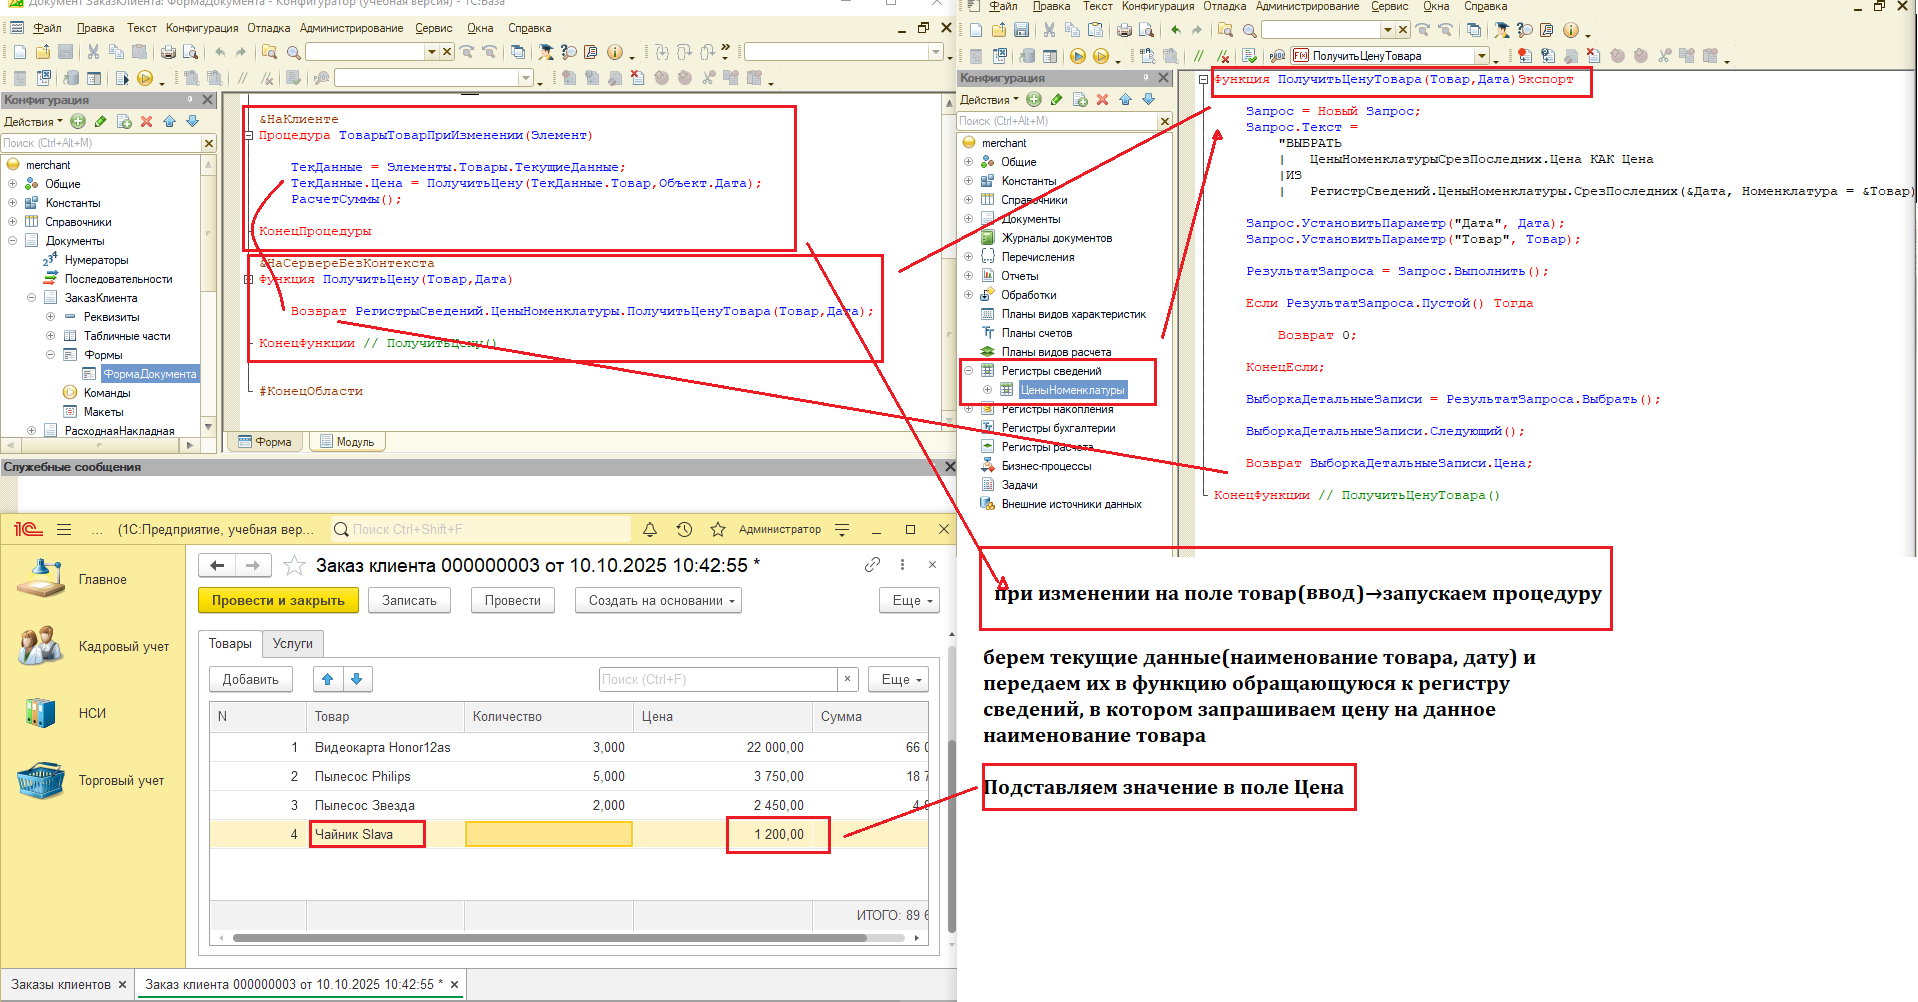 Документ ЗаказКлиента: ФормаДокумента * - Конфигуратор (учебная версия) - 1С:База
Файл Правка Текст Конфигурация Отладка Администрирование Сервис Окна Справка
Конфигурация
Действия
Поиск (Ctrl+Alt+M)
merchant
Общие
Константы
Справочники
Документы
Нумераторы
Последовательности
ЗаказКлиента
Реквизиты
Табличные части
Формы
ФормаДокумента
Команды
Макеты
РасходнаяНакладная
&НаКлиенте
Процедура ТоварыТоварПриИзменении(Элемент)
ТекДанные = Элементы.Товары.ТекущиеДанные;
ТекДанные.Цена = ПолучитьЦену(ТекДанные.Товар,Объект.Дата);
РасчетСуммы();
КонецПроцедуры
&НаСервереБезКонтекста
Функция ПолучитьЦену(Товар,Дата)
Возврат РегистрыСведений.ЦеныНоменклатуры.ПолучитьЦенуТовара(Товар,Дата);
КонецФункции // ПолучитьЦену()
#КонецОбласти
Форма Модуль
Служебные сообщения
Файл Правка Текст Конфигурация Отладка Администрирование Сервис Окна Справка
ПолучитьЦенуТовара
Конфигурация
Действия
Поиск (Ctrl+Alt+M)
merchant
Общие
Константы
Справочники
Документы
Журналы документов
Перечисления
Отчеты
Обработки
Планы видов характеристик
Планы счетов
Планы видов расчета
Регистры сведений
ЦеныНоменклатуры
Регистры накопления
Регистры бухгалтерии
Регистры расчета
Бизнес-процессы
Задачи
Внешние источники данных
Функция ПолучитьЦенуТовара(Товар,Дата)Экспорт
Запрос = Новый Запрос;
Запрос.Текст =
"ВЫБРАТЬ
| ЦеныНоменклатурыСрезПоследних.Цена КАК Цена
|ИЗ
| РегистрСведений.ЦеныНоменклатуры.СрезПоследних(&Дата, Номенклатура = &Товар)
Запрос.УстановитьПараметр("Дата", Дата);
Запрос.УстановитьПараметр("Товар", Товар);
РезультатЗапроса = Запрос.Выполнить();
Если РезультатЗапроса.Пустой() Тогда
Возврат 0;
КонецЕсли;
ВыборкаДетальныеЗаписи = РезультатЗапроса.Выбрать();
ВыборкаДетальныеЗаписи.Следующий();
Возврат ВыборкаДетальныеЗаписи.Цена;
КонецФункции // ПолучитьЦенуТовара()
1С ... (1С:Предприятие, учебная вер... Поиск Ctrl+Shift+F Администратор
Главное
Кадровый учет
НСИ
Торговый учет
Заказ клиента 000000003 от 10.10.2025 10:42:55 *
Провести и закрыть Записать Провести Создать на основании Еще
Товары Услуги
Добавить Поиск (Ctrl+F) × Еще
N Товар Количество Цена Сумма
1 Видеокарта Honor12as 3,000 22 000,00 66 0
2 Пылесос Philips 5,000 3 750,00 18 7
3 Пылесос Звезда 2,000 2 450,00 4
4 Чайник Slava 1 200,00
ИТОГО: 89 6
Заказы клиентов × Заказ клиента 000000003 от 10.10.2025 10:42:55 * ×
при изменении на поле товар(ввод)→запускаем процедуру
берем текущие данные(наименование товара, дату) и
передаем их в функцию обращающуюся к регистру
сведений, в котором запрашиваем цену на данное
наименование товара
Подставляем значение в поле Цена